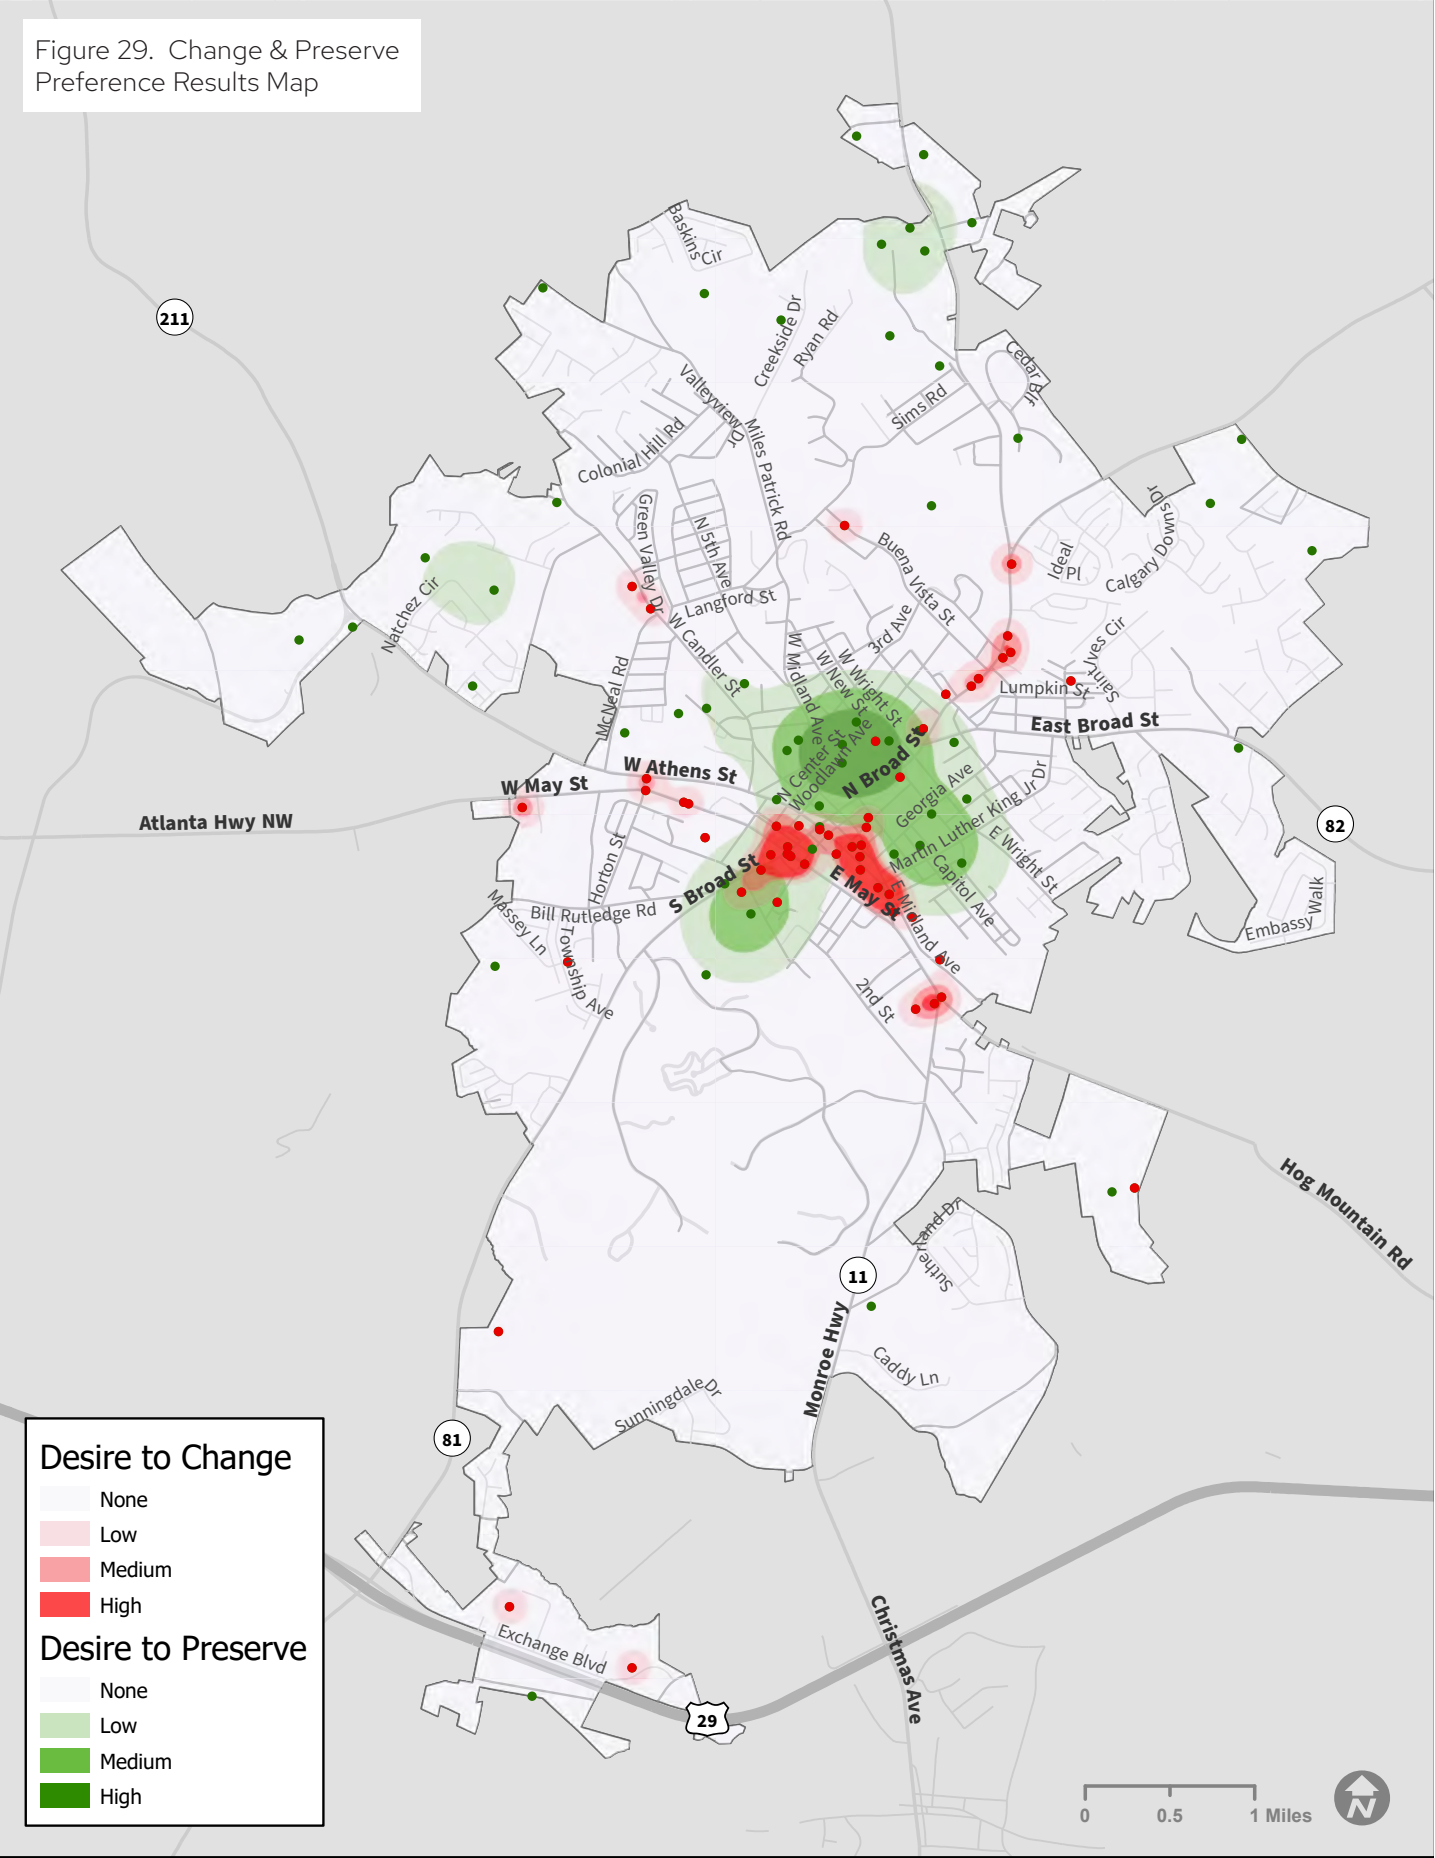 Figure 29.  Change & Preserve
Preference Results Map
211
Baskins Cir
Creekside Dr
Ryan Rd
Cedar Blf
Sims Rd
Valleyview Dr
Colonial Hill Rd
Miles Patrick Rd
Green Valley Dr
N 5th Ave
Langford St
Buena Vista St
Ideal Pl
Calgary Downs Dr
Natchez Cir
3rd Ave
W Candler St
W Midland Ave
W New St
W Wright St
Saint Ives Cir
Lumpkin St
McNeal Rd
East Broad St
N Center St
Woodlawn Ave
N Broad St
W Athens St
W May St
Atlanta Hwy NW
Georgia Ave
Martin Luther King Jr Dr
82
E Wright St
Capitol Ave
Horton St
S Broad St
E May St
E Midland Ave
Massey Ln
Bill Rutledge Rd
Township Ave
Embassy Walk
2nd St
Hog Mountain Rd
Sutherland Dr
11
Monroe Hwy
Caddy Ln
Sunningdale Dr
81
Desire to Change
None
Low
Medium
High
Desire to Preserve
None
Low
Medium
High
Exchange Blvd
Christmas Ave
29
0 0.5 1 Miles
N